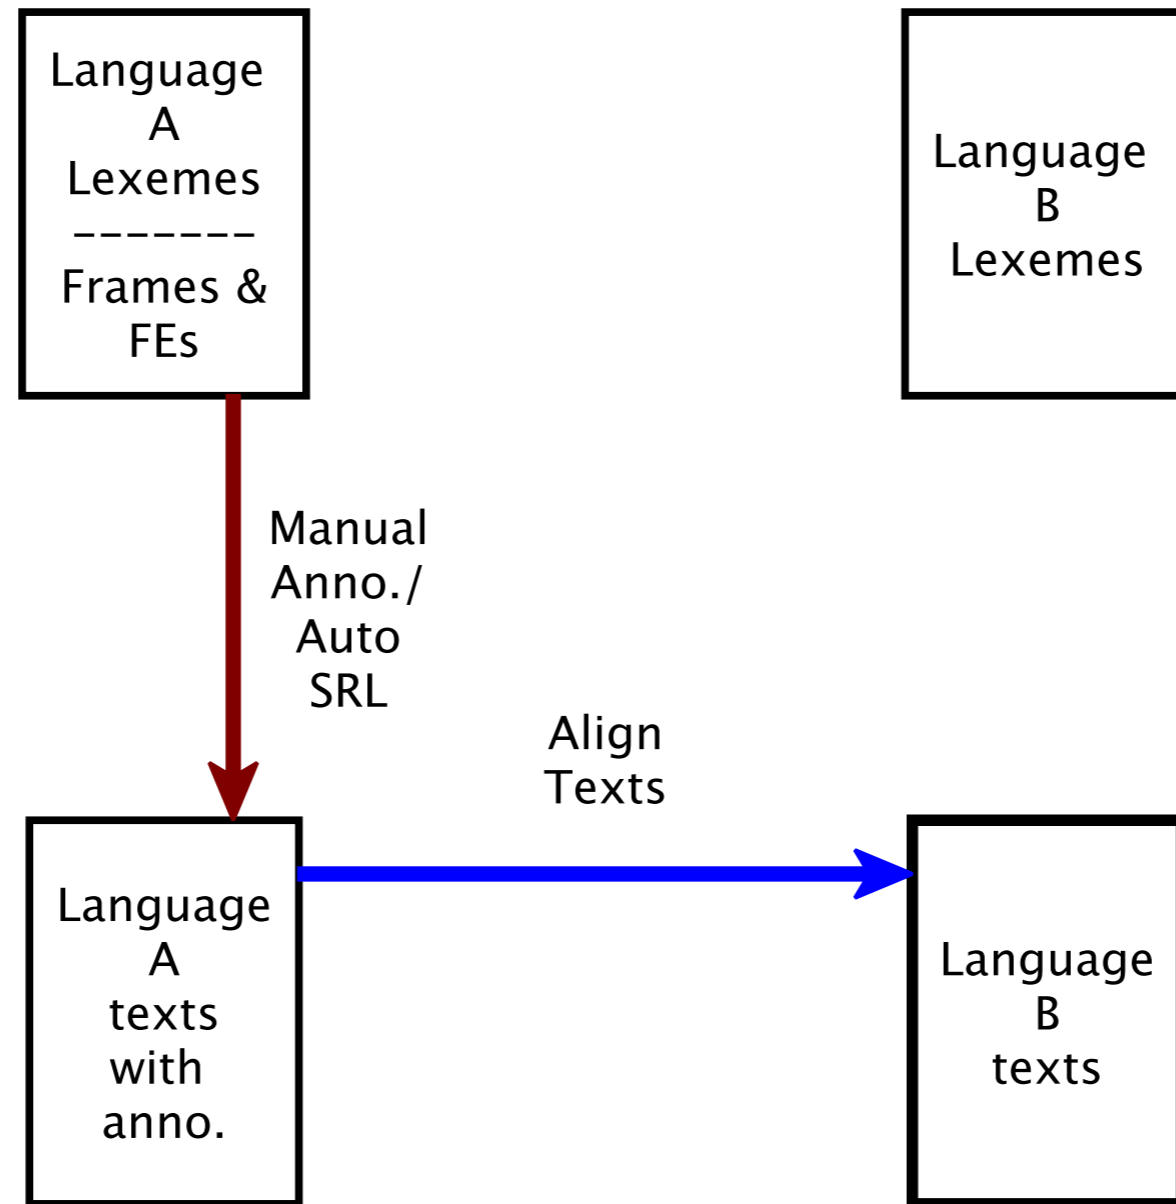 Language
A
Lexemes
-------
Frames &
FEs
Language
B
Lexemes
Manual
Anno./
Auto
SRL
Align
Texts
Language
A
texts
with
anno.
Language
B
texts